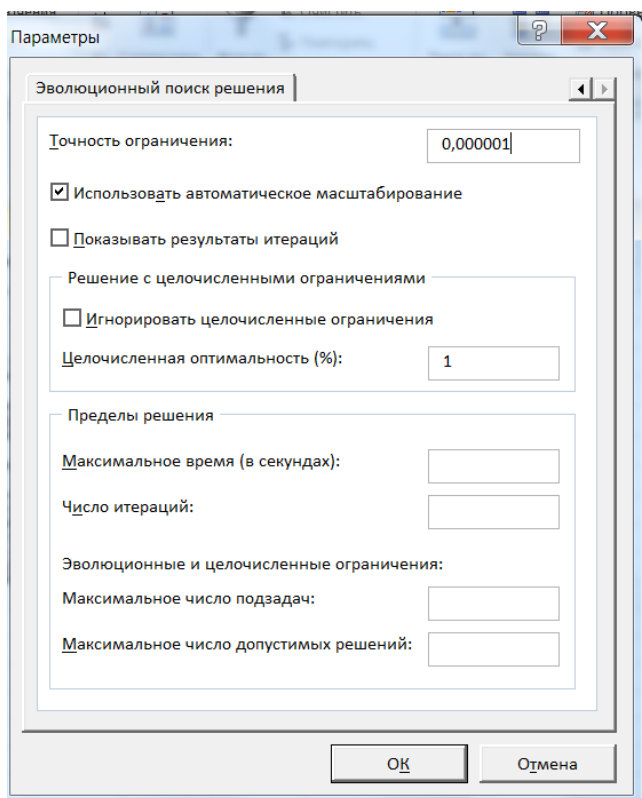 Параметры
Эволюционный поиск решения
Точность ограничения:
0,000001
Использовать автоматическое масштабирование
Показывать результаты итераций
Решение с целочисленными ограничениями
Игнорировать целочисленные ограничения
Целочисленная оптимальность (%):
1
Пределы решения
Максимальное время (в секундах):
Число итераций:
Эволюционные и целочисленные ограничения:
Максимальное число подзадач:
Максимальное число допустимых решений:
ОК
Отмена